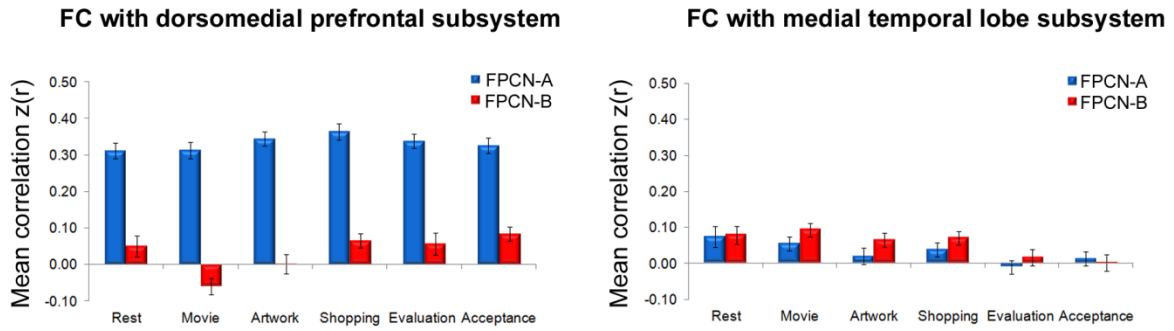 FC with dorsomedial prefrontal subsystem
Mean correlation z(r)
0.50
0.40
0.30
0.20
0.10
0.00
-0.10
FPCN-A
FPCN-B
Rest Movie Artwork Shopping Evaluation Acceptance
FC with medial temporal lobe subsystem
Mean correlation z(r)
0.50
0.40
0.30
0.20
0.10
0.00
-0.10
FPCN-A
FPCN-B
Rest Movie Artwork Shopping Evaluation Acceptance